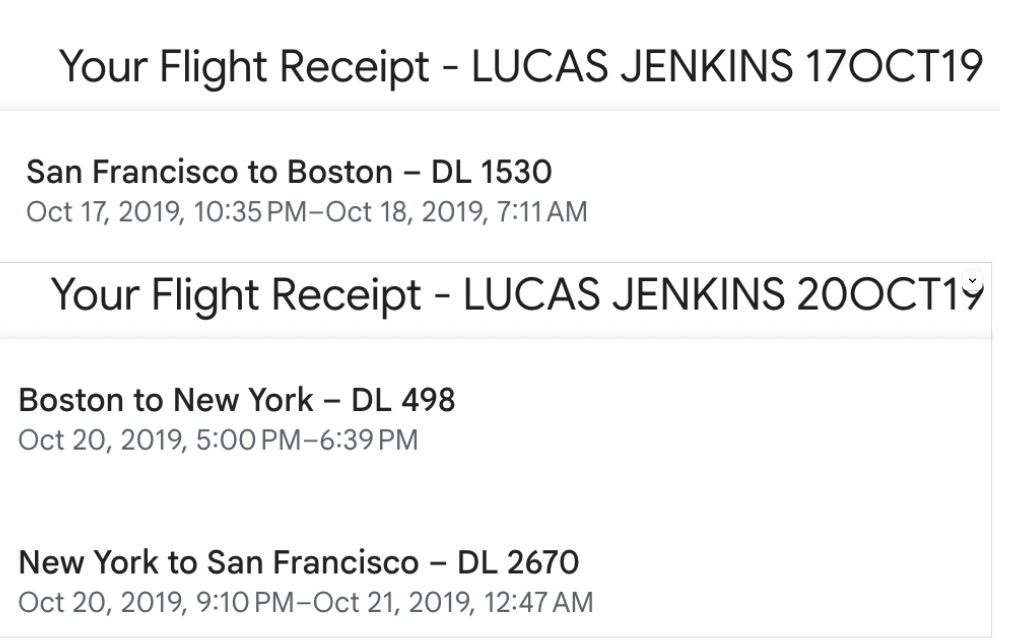 Your Flight Receipt - LUCAS JENKINS 17OCT19
San Francisco to Boston – DL 1530
Oct 17, 2019, 10:35 PM–Oct 18, 2019, 7:11 AM
Your Flight Receipt - LUCAS JENKINS 20OCT19
Boston to New York – DL 498
Oct 20, 2019, 5:00 PM–6:39 PM
New York to San Francisco – DL 2670
Oct 20, 2019, 9:10 PM–Oct 21, 2019, 12:47 AM